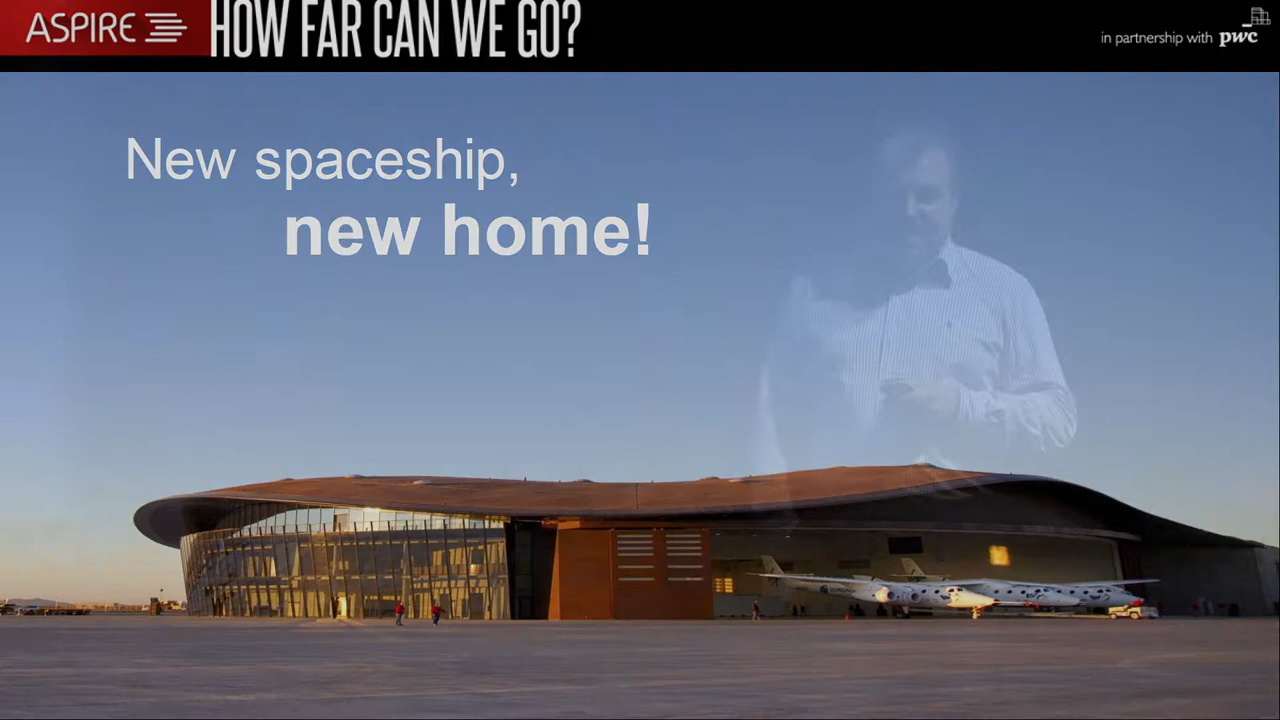 ASPIRE HOW FAR CAN WE GO?
in partnership with pwc
New spaceship,
new home!